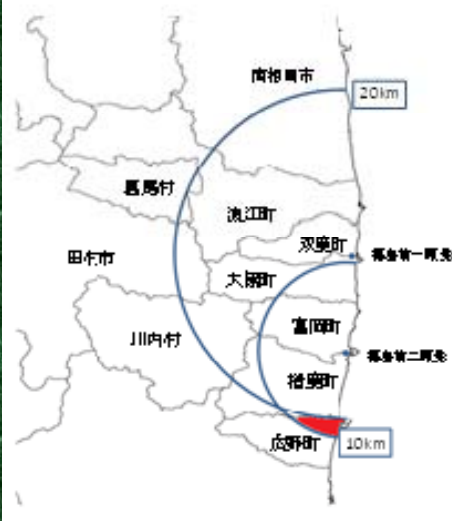 南相馬市
20km
葛尾村
浪江町
双葉町
福島第一原発
田村市
大熊町
富岡町
川内村
福島第二原発
楢葉町
広野町
10km